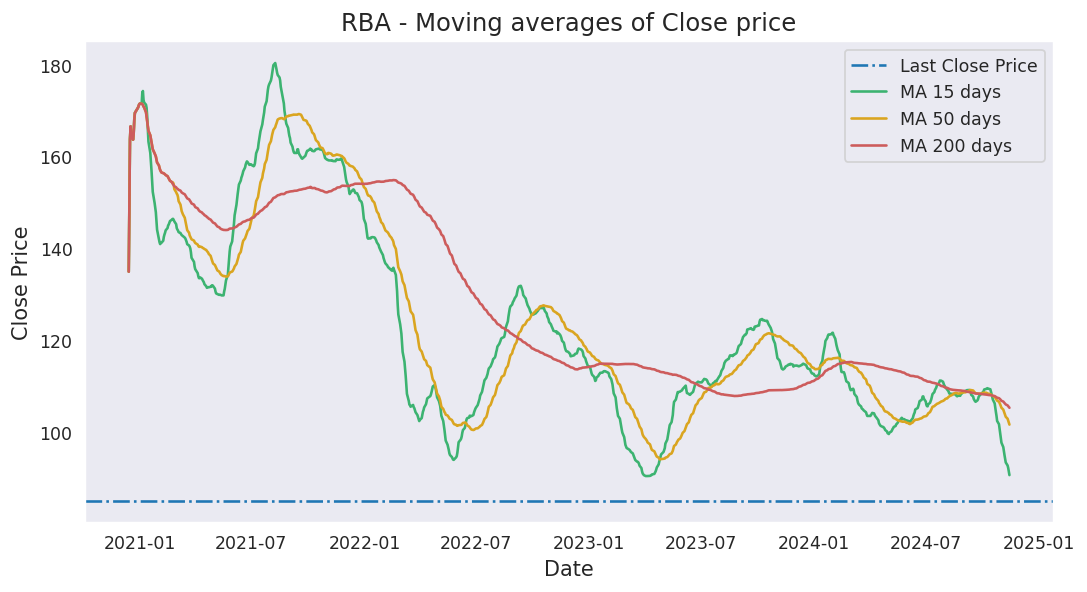 RBA - Moving averages of Close price
Last Close Price
MA 15 days
MA 50 days
MA 200 days
Close Price
180
160
140
120
100
2021-01 2021-07 2022-01 2022-07 2023-01 2023-07 2024-01 2024-07 2025-01
Date